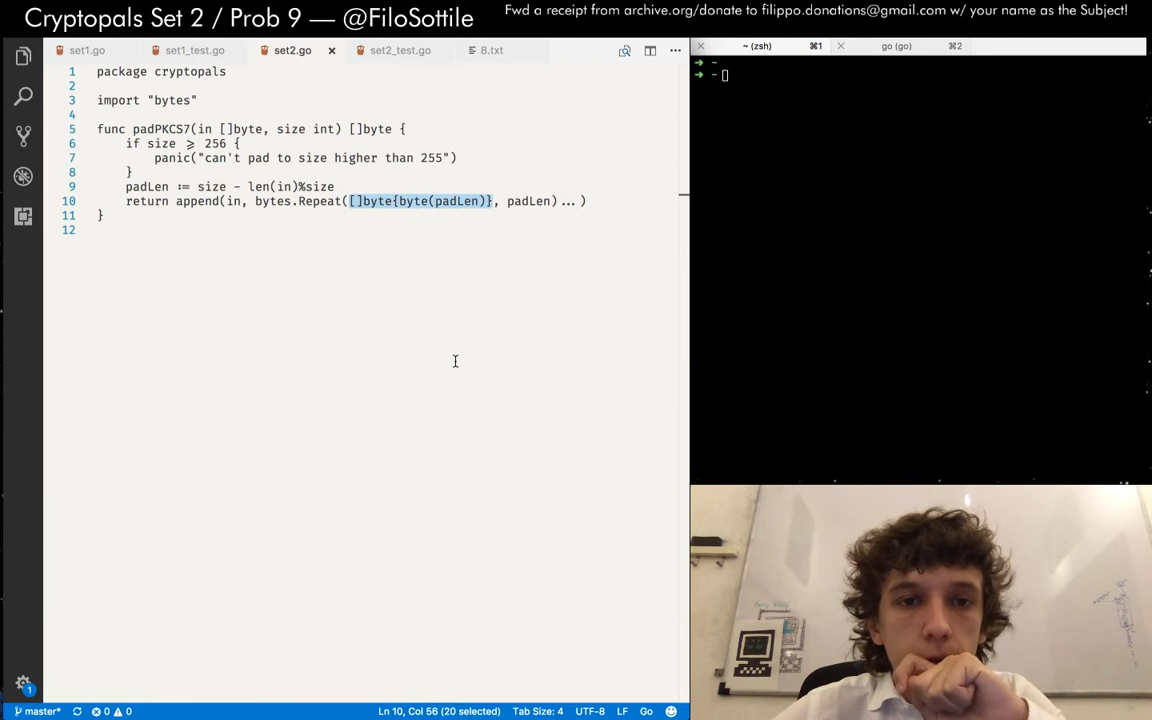 Cryptopals Set 2 / Prob 9 — @FiloSottile
Fwd a receipt from archive.org/donate to filippo.donations@gmail.com w/ your name as the Subject!
set1.go
set1_test.go
set2.go
set2_test.go
8.txt
~ (zsh) ⌘1
go (go) ⌘2
1 package cryptopals
2
3 import "bytes"
4
5 func padPKCS7(in []byte, size int) []byte {
6 if size ⩾ 256 {
7 panic("can't pad to size higher than 255")
8 }
9 padLen := size - len(in)%size
10 return append(in, bytes.Repeat([]byte{byte(padLen)}, padLen)...)
11 }
12
➜ ~
➜ ~
1
master*
0
0
Ln 10, Col 56 (20 selected)
Tab Size: 4
UTF-8
LF
Go